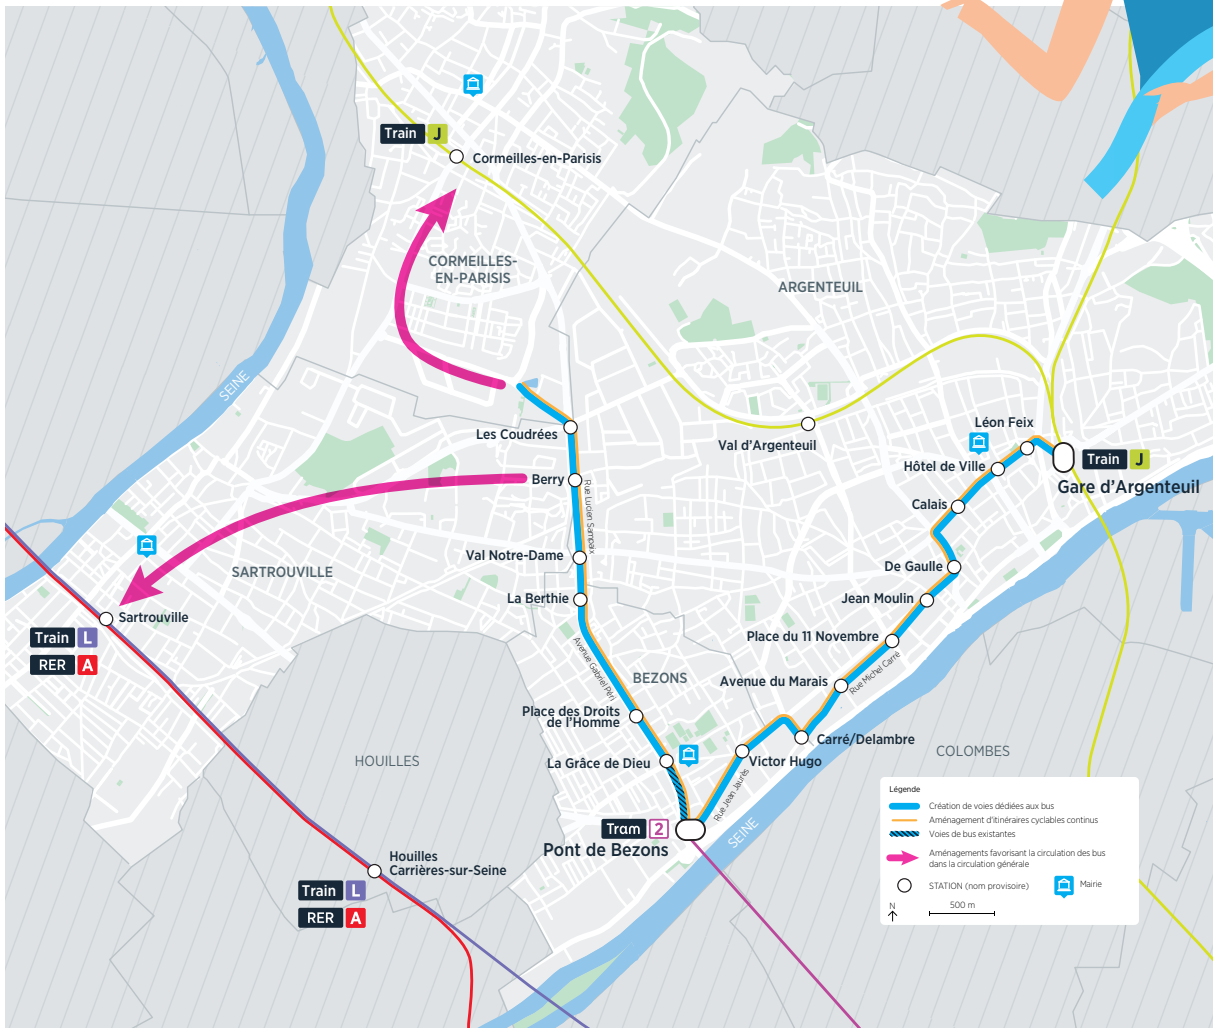 Train J
Cormeilles-en-Parisis
CORMEILLES-
EN-PARISIS
ARGENTEUIL
SEINE
Léon Feix
Les Coudrées
Val d'Argenteuil
Hôtel de Ville
Train J
Gare d'Argenteuil
Berry
Calais
Rue Lucien Sampaix
Val Notre-Dame
De Gaulle
SARTROUVILLE
La Berthie
Jean Moulin
Sartrouville
Train L
RER A
Place du 11 Novembre
Rue Michel Carré
Avenue Gabriel Péri
BEZONS
Avenue du Marais
Place des Droits
de l'Homme
Carré/Delambre
COLOMBES
HOUILLES
La Grâce de Dieu
Victor Hugo
Rue Jean Jaurès
SEINE
Tram 2
Pont de Bezons
Houilles
Carrières-sur-Seine
Train L
RER A
Légende
Création de voies dédiées aux bus
Aménagement d'itinéraires cyclables continus
Voies de bus existantes
Aménagements favorisant la circulation des bus
dans la circulation générale
STATION (nom provisoire)
Mairie
N
500 m